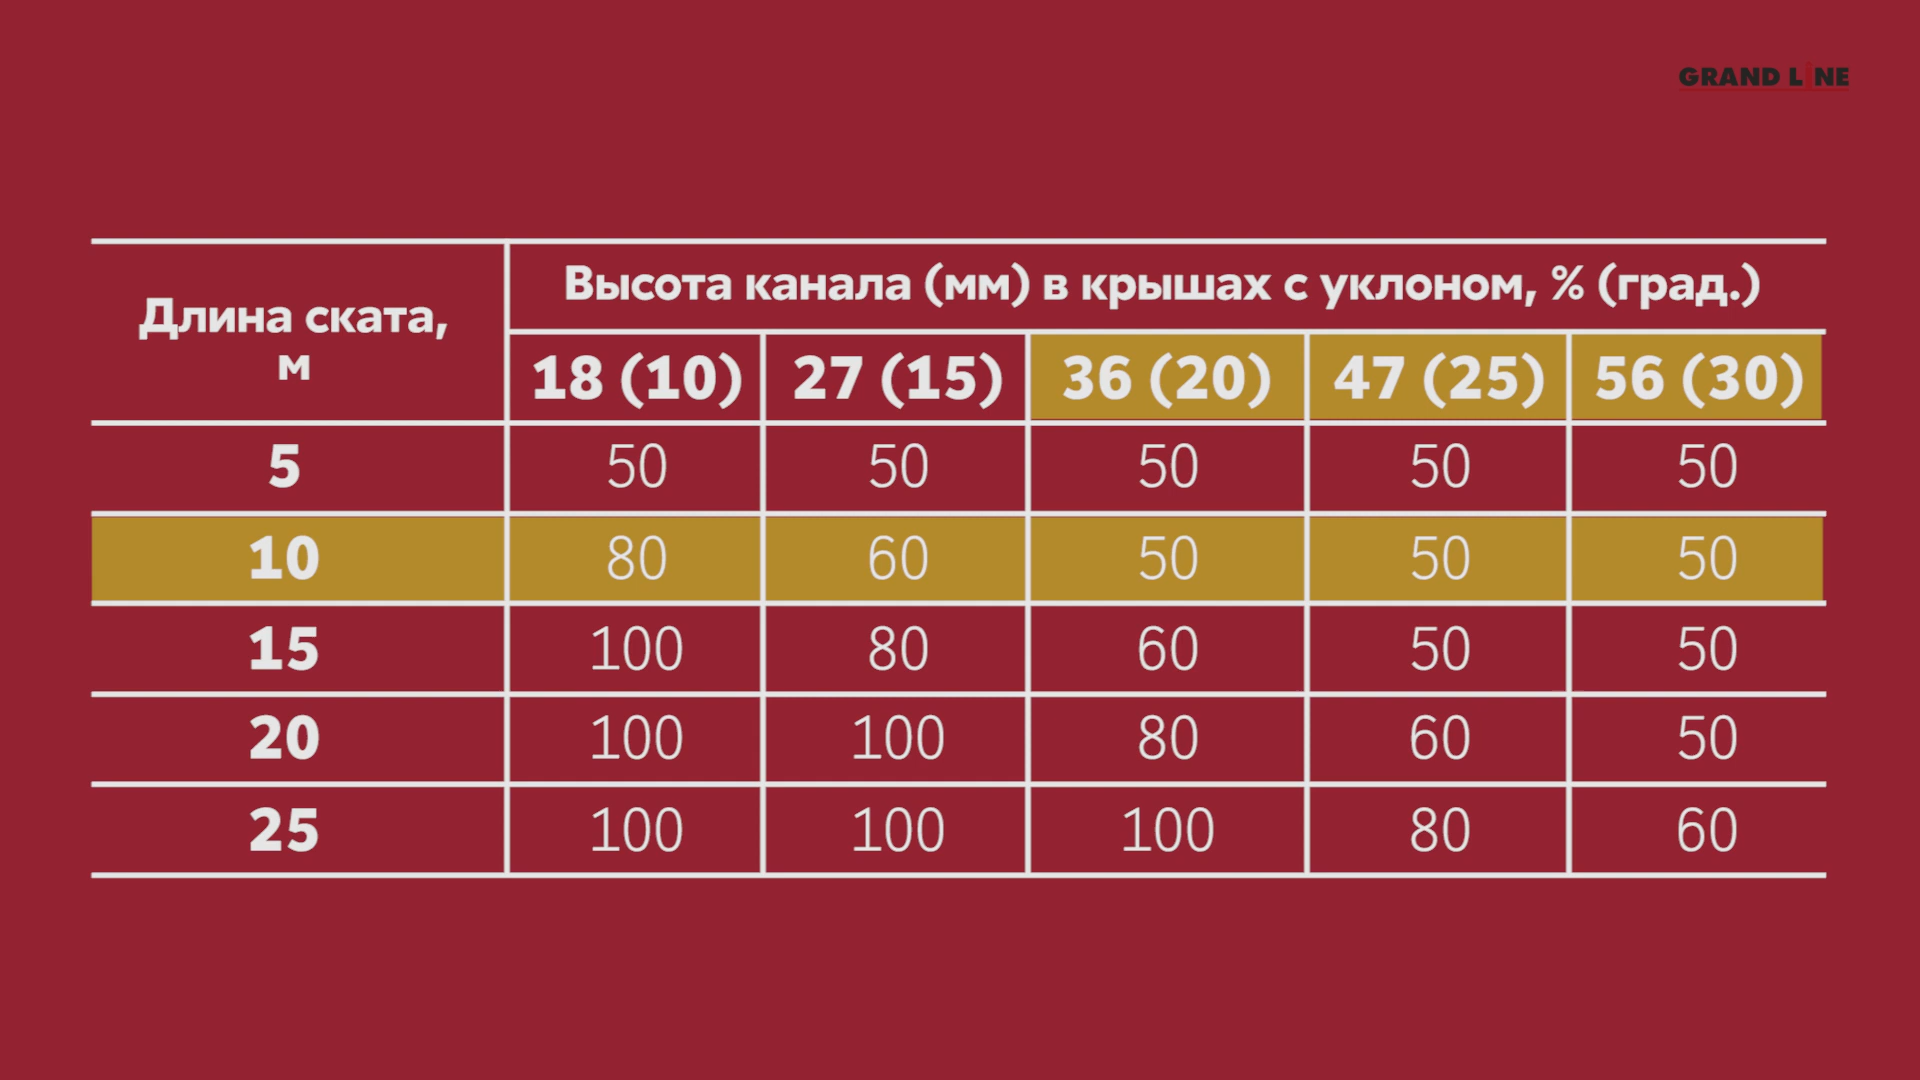 GRAND LINE
Длина ската,
м
Высота канала (мм) в крышах с уклоном, % (град.)
18 (10) 27 (15) 36 (20) 47 (25) 56 (30)
5 50 50 50 50 50
10 80 60 50 50 50
15 100 80 60 50 50
20 100 100 80 60 50
25 100 100 100 80 60